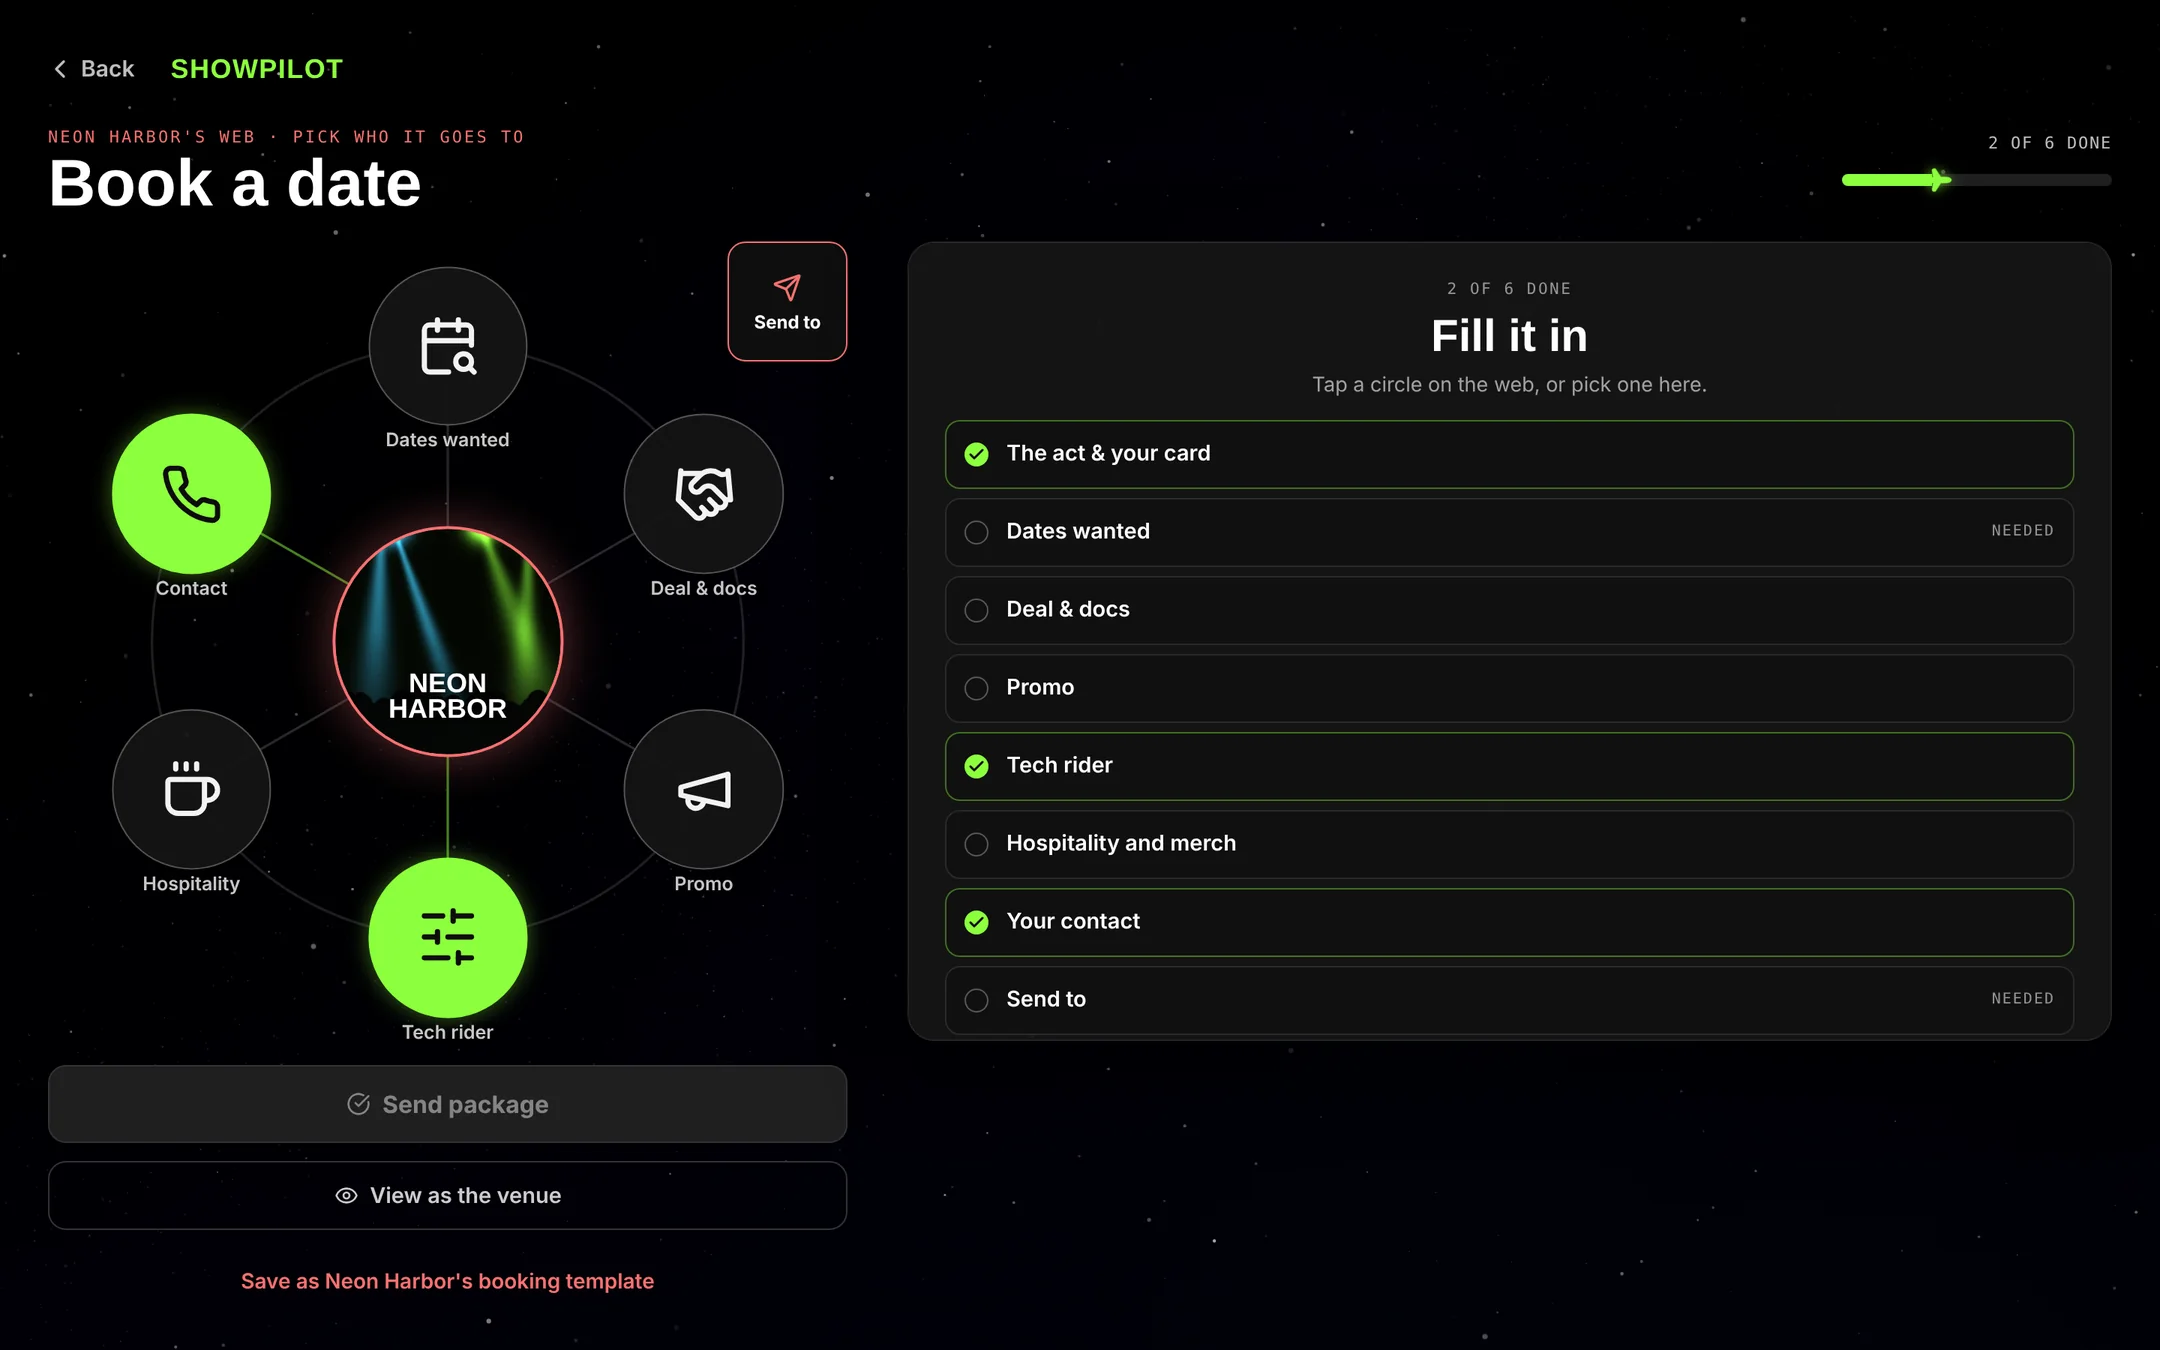 Back
SHOWPILOT
NEON HARBOR'S WEB · PICK WHO IT GOES TO
Book a date
2 OF 6 DONE
Send to
Dates wanted
Contact
Deal & docs
NEON
HARBOR
Hospitality
Promo
Tech rider
Send package
View as the venue
Save as Neon Harbor's booking template
2 OF 6 DONE
Fill it in
Tap a circle on the web, or pick one here.
The act & your card
Dates wanted NEEDED
Deal & docs
Promo
Tech rider
Hospitality and merch
Your contact
Send to NEEDED